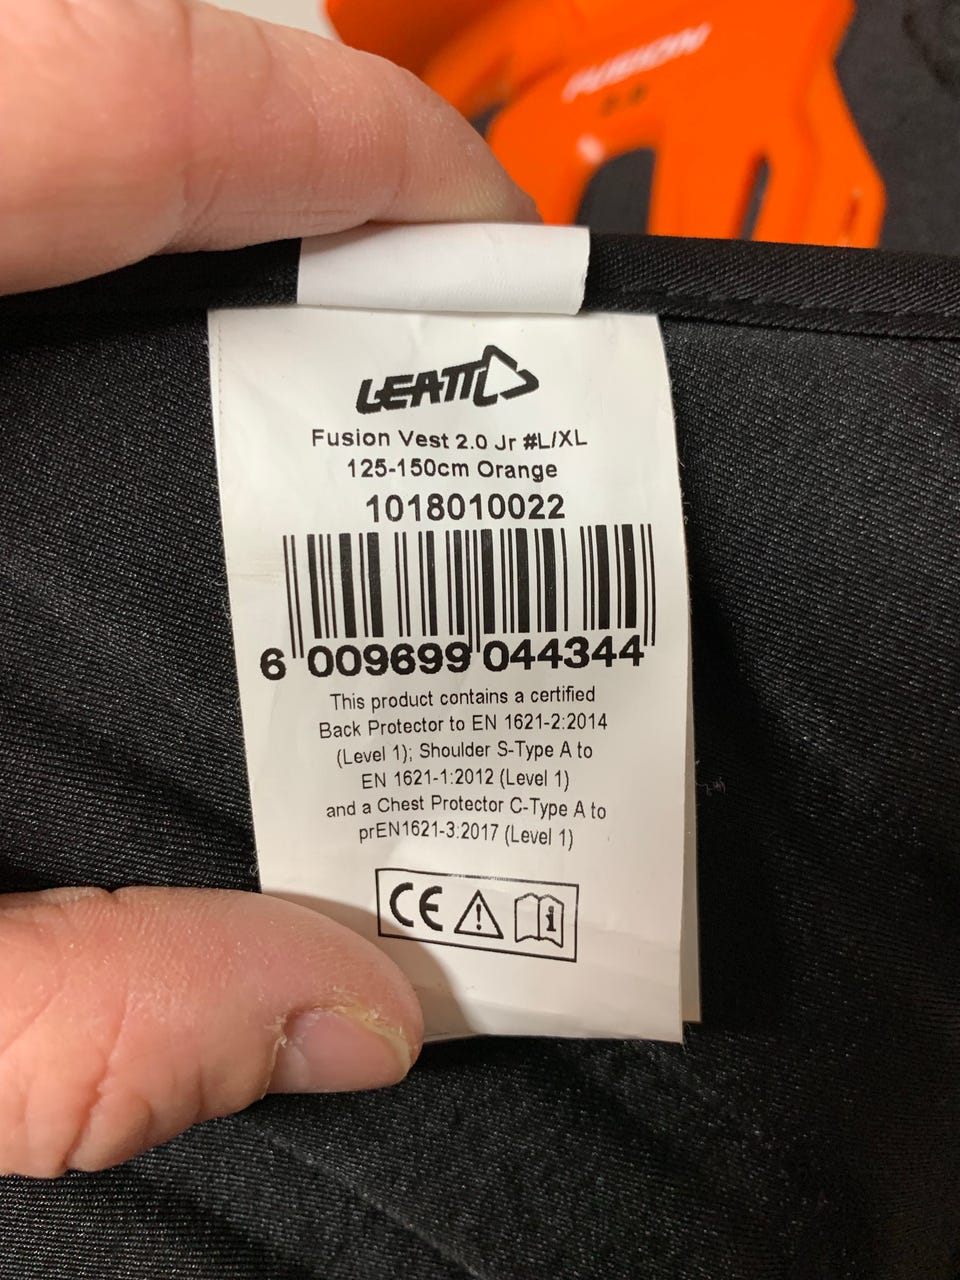 FUSION
LEATT
Fusion Vest 2.0 Jr #L/XL
125-150cm Orange
1018010022
6 009699 044344
This product contains a certified
Back Protector to EN 1621-2:2014
(Level 1); Shoulder S-Type A to
EN 1621-1:2012 (Level 1)
and a Chest Protector C-Type A to
prEN1621-3:2017 (Level 1)
CE